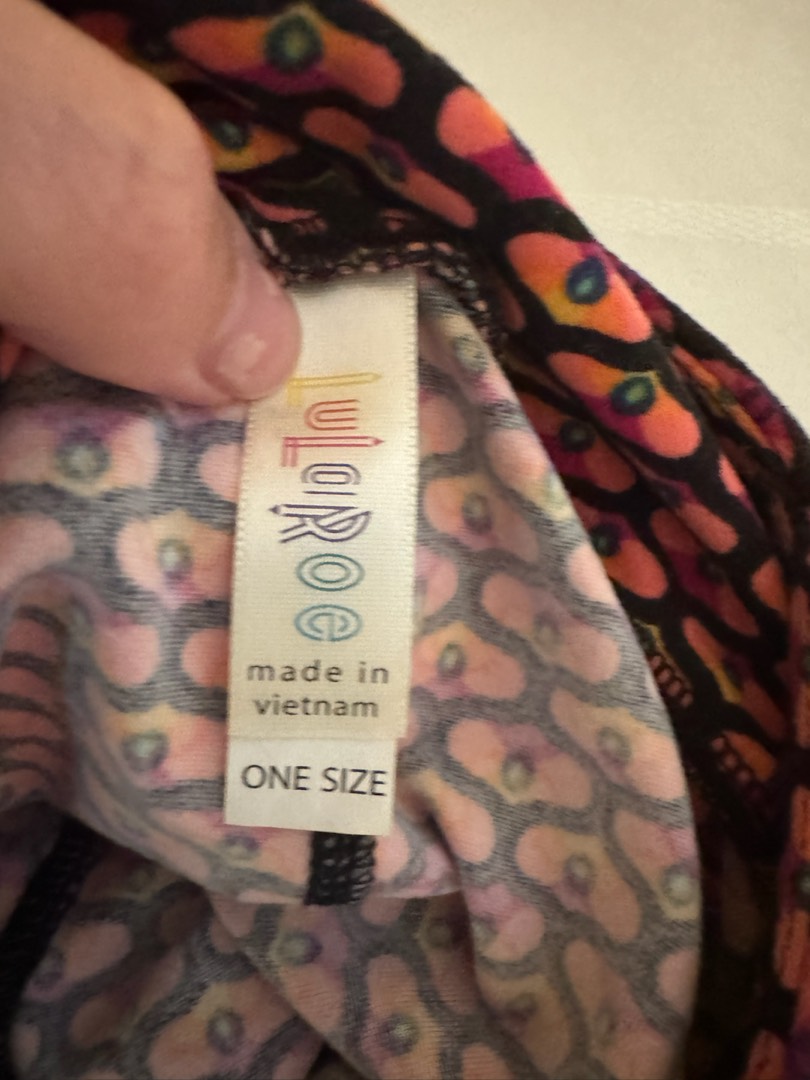 LuLaRoe
made in
vietnam
ONE SIZE